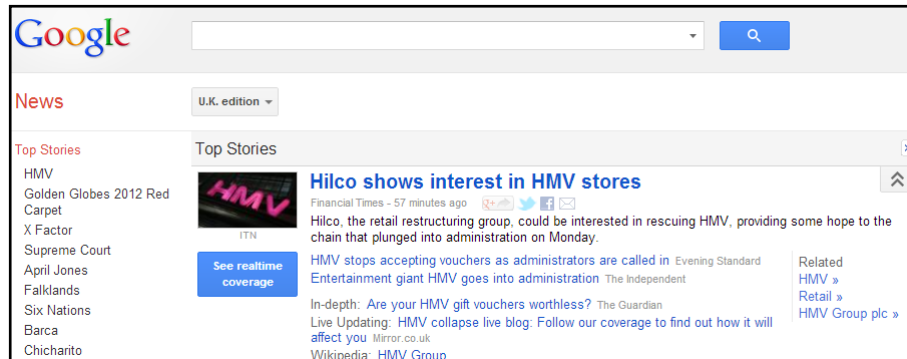 Google
News
U.K. edition
Top Stories
HMV
Golden Globes 2012 Red
Carpet
X Factor
Supreme Court
April Jones
Falklands
Six Nations
Barca
Chicharito
Top Stories
HMV
ITN
See realtime
coverage
Hilco shows interest in HMV stores
Financial Times - 57 minutes ago
Hilco, the retail restructuring group, could be interested in rescuing HMV, providing some hope to the
chain that plunged into administration on Monday.
HMV stops accepting vouchers as administrators are called in Evening Standard
Entertainment giant HMV goes into administration The Independent
In-depth: Are your HMV gift vouchers worthless? The Guardian
Live Updating: HMV collapse live blog: Follow our coverage to find out how it will
affect you Mirror.co.uk
Wikipedia: HMV Group
Related
HMV »
Retail »
HMV Group plc »